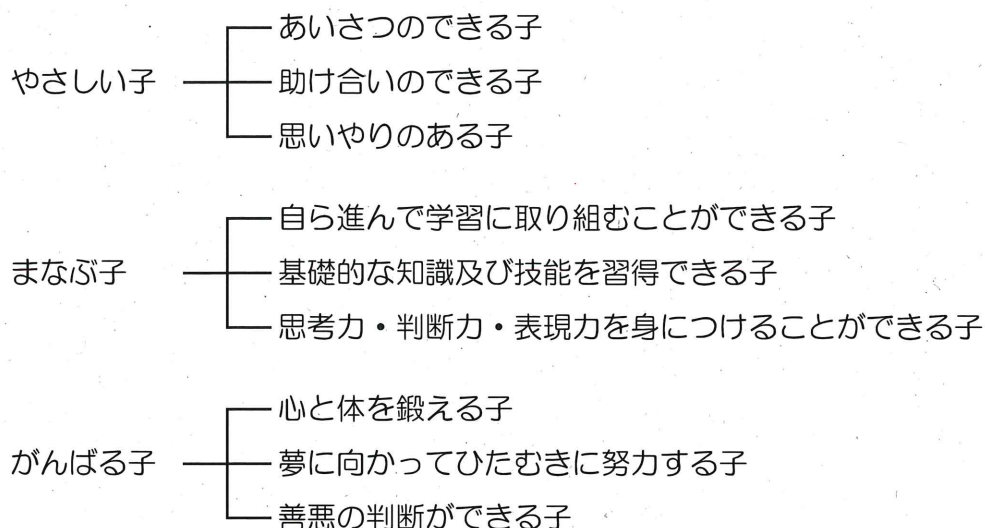 あいさつのできる子
やさしい子
助け合いのできる子
思いやりのある子
自ら進んで学習に取り組むことができる子
まなぶ子
基礎的な知識及び技能を習得できる子
思考力・判断力・表現力を身につけることができる子
心と体を鍛える子
がんばる子
夢に向かってひたむきに努力する子
善悪の判断ができる子